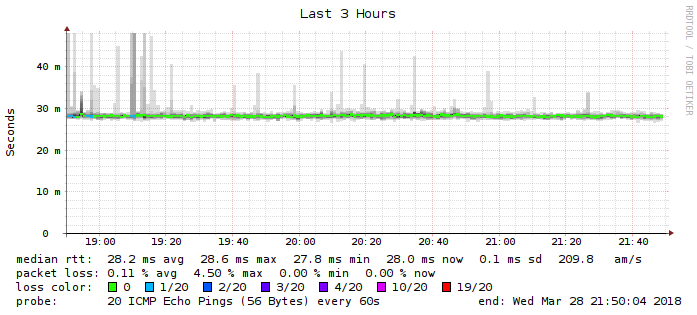 Last 3 Hours
RRDTOOL / TOBI OETIKER
Seconds
40 m
30 m
20 m
10 m
0
19:00 19:20 19:40 20:00 20:20 20:40 21:00 21:20 21:40
median rtt: 28.2 ms avg 28.6 ms max 27.8 ms min 28.0 ms now 0.1 ms sd 209.8 am/s
packet loss: 0.11 % avg 4.50 % max 0.00 % min 0.00 % now
loss color: 0 1/20 2/20 3/20 4/20 10/20 19/20
probe: 20 ICMP Echo Pings (56 Bytes) every 60s end: Wed Mar 28 21:50:04 2018